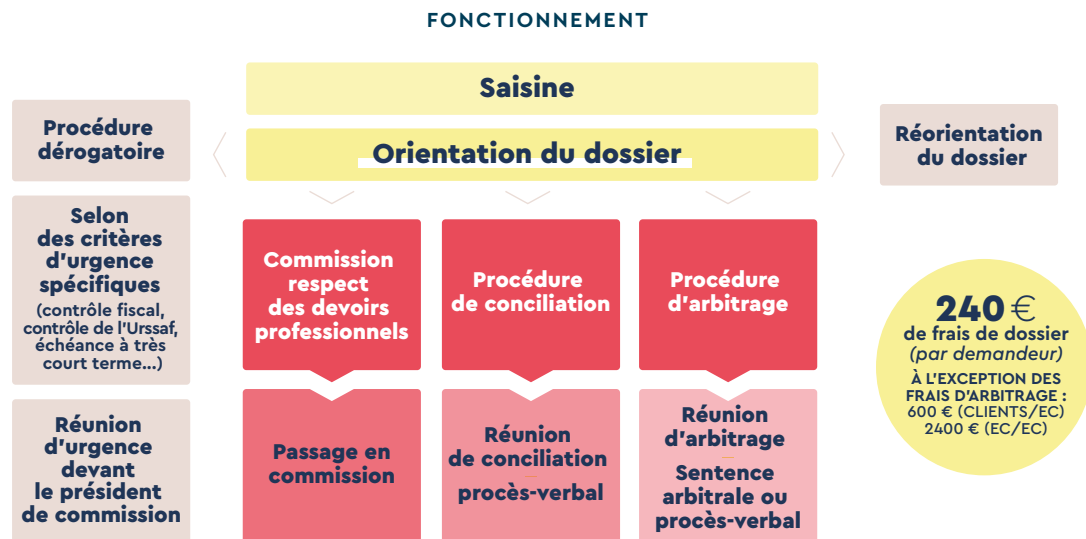 FONCTIONNEMENT
Saisine
Orientation du dossier
Procédure
dérogatoire
Selon
des critères
d'urgence
spécifiques
(contrôle fiscal,
contrôle de l'Urssaf,
échéance à très
court terme...)
Réunion
d'urgence
devant
le président
de commission
Commission
respect
des devoirs
professionnels
Passage en
commission
Procédure
de conciliation
Réunion
de conciliation
procès-verbal
Procédure
d'arbitrage
Réunion
d'arbitrage
Sentence
arbitrale ou
procès-verbal
Réorientation
du dossier
240 €
de frais de dossier
(par demandeur)
À L'EXCEPTION DES
FRAIS D'ARBITRAGE :
600 € (CLIENTS/EC)
2400 € (EC/EC)